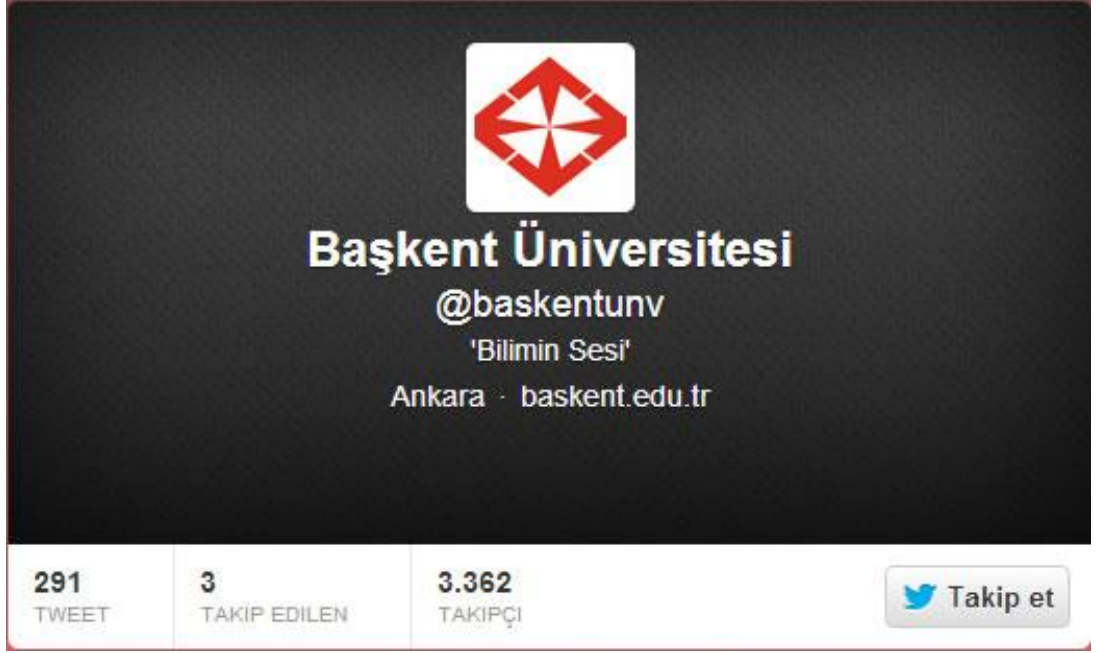 Başkent Üniversitesi
@baskentunv
'Bilimin Sesi'
Ankara · baskent.edu.tr
291 3 3.362
TWEET TAKİP EDİLEN TAKİPÇİ
Takip et